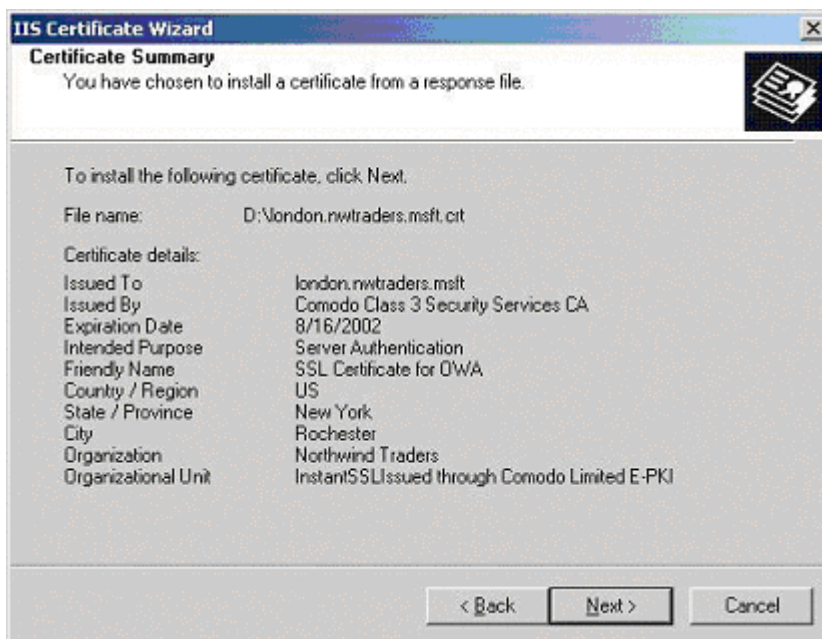 IIS Certificate Wizard
Certificate Summary
You have chosen to install a certificate from a response file.
To install the following certificate, click Next.
File name: D:\london.nwtraders.msft.crt
Certificate details:
Issued To london.nwtraders.msft
Issued By Comodo Class 3 Security Services CA
Expiration Date 8/16/2002
Intended Purpose Server Authentication
Friendly Name SSL Certificate for OWA
Country / Region US
State / Province New York
City Rochester
Organization Northwind Traders
Organizational Unit InstantSSLIssued through Comodo Limited E-PKI
< Back Next > Cancel